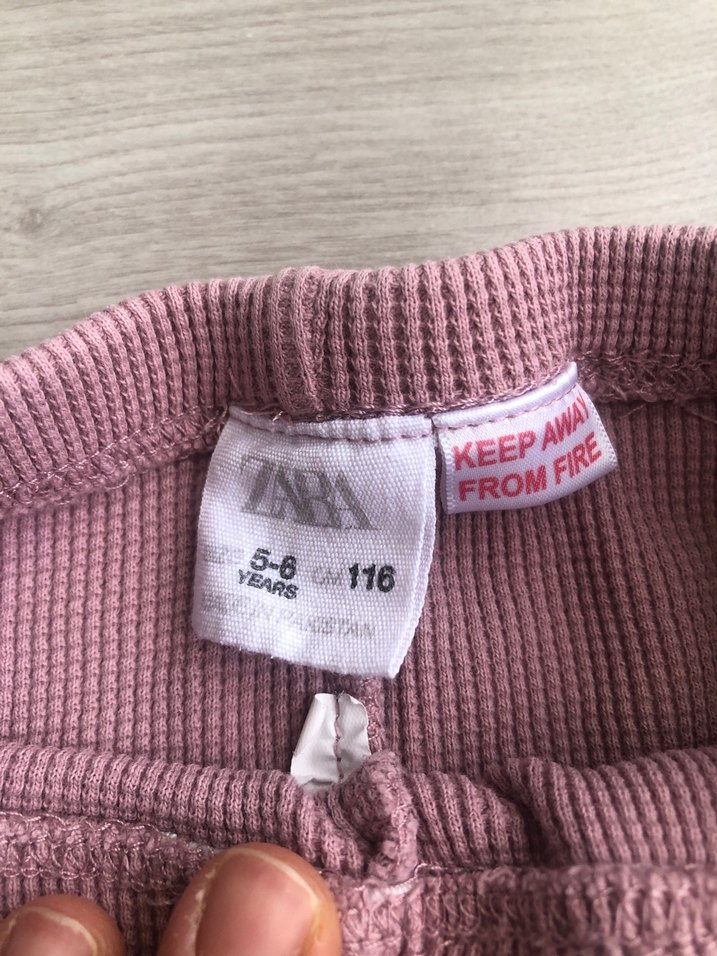 ZARA
SIZE 5-6 YEARS CM 116
MADE IN PAKISTAN
KEEP AWAY
FROM FIRE